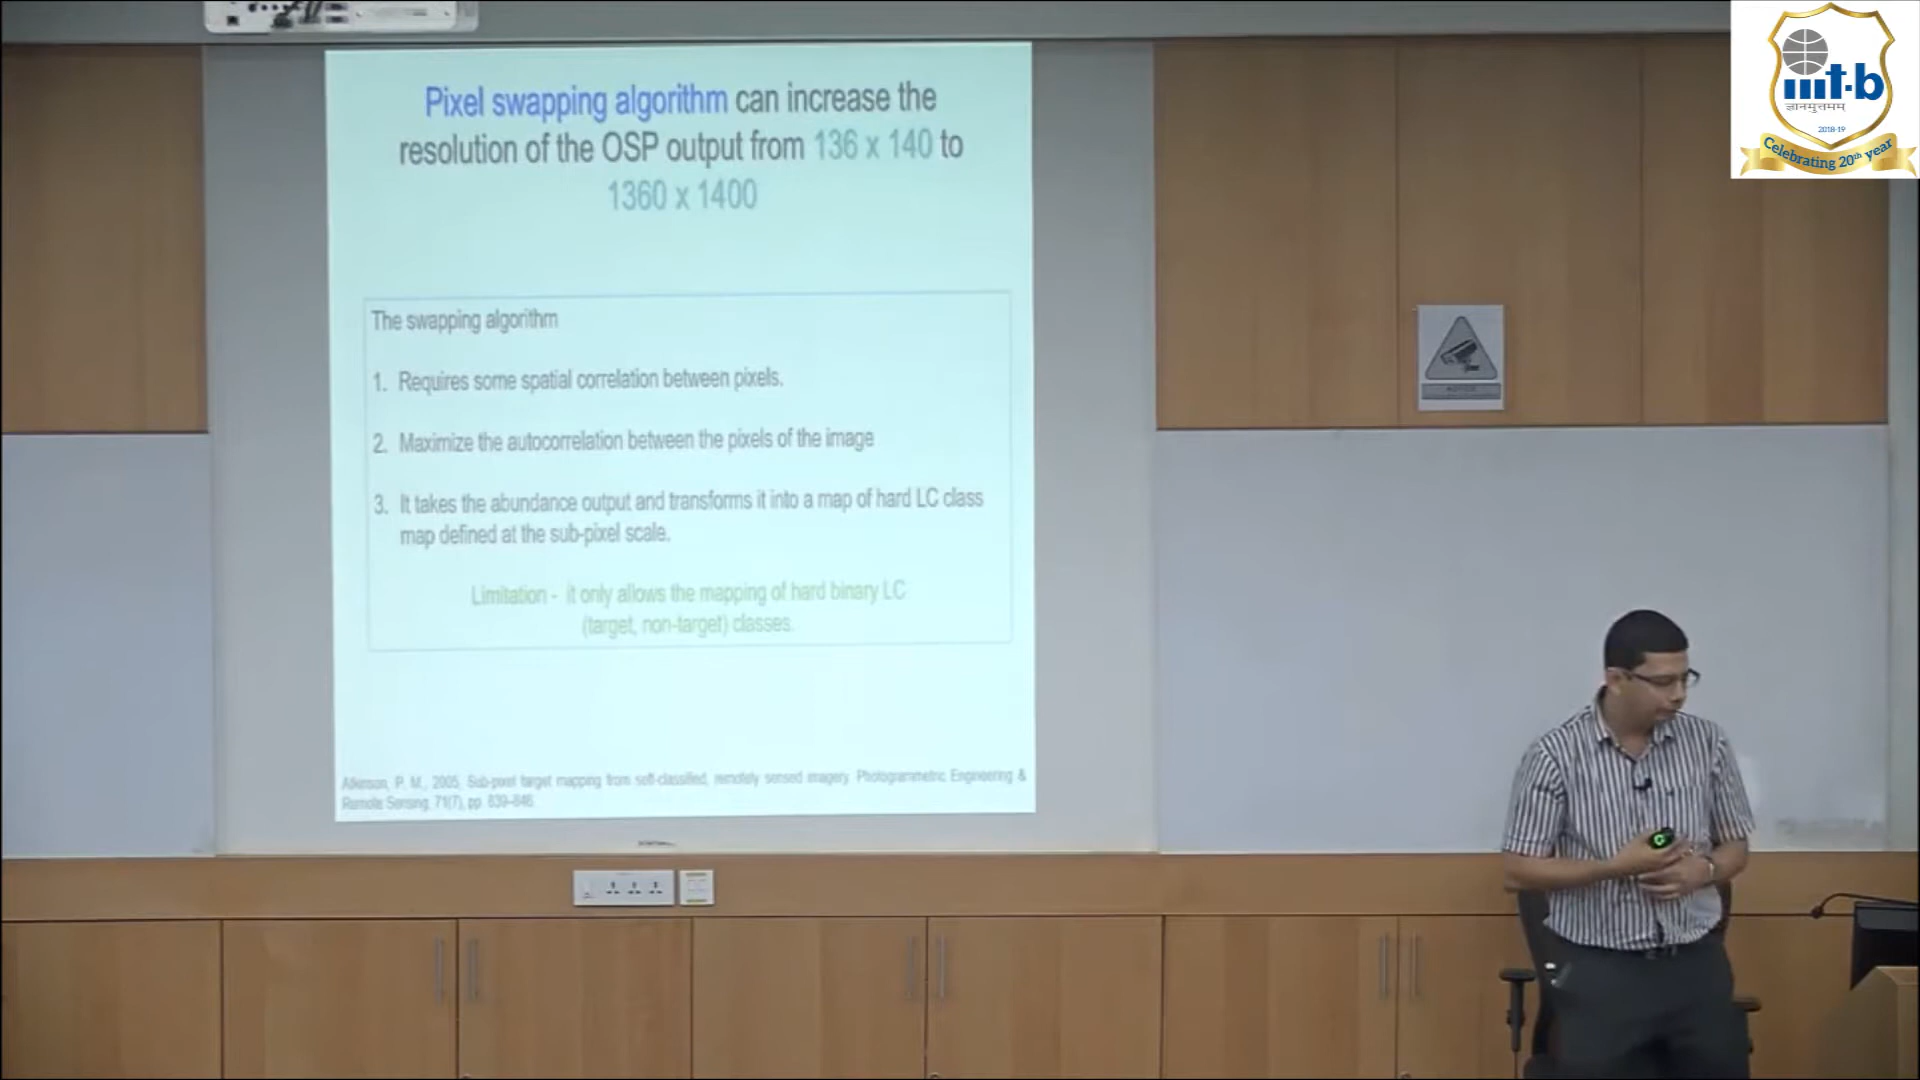 Pixel swapping algorithm can increase the
resolution of the OSP output from 136 x 140 to
1360 x 1400
The swapping algorithm
1. Requires some spatial correlation between pixels.
2. Maximize the autocorrelation between the pixels of the image
3. It takes the abundance output and transforms it into a map of hard LC class
map defined at the sub-pixel scale.
Limitation - it only allows the mapping of hard binary LC
(target, non-target) classes.
Atkinson, P. M., 2005, Sub-pixel target mapping from soft-classified, remotely sensed imagery. Photogrammetric Engineering &
Remote Sensing, 71(7), pp. 839–846.
iiit-b
ज्ञानमुत्तमम्
2018-19
Celebrating 20th year